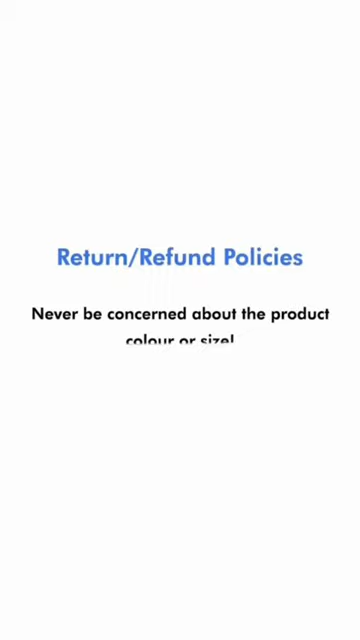 Return/Refund Policies
Never be concerned about the product
colour or size!